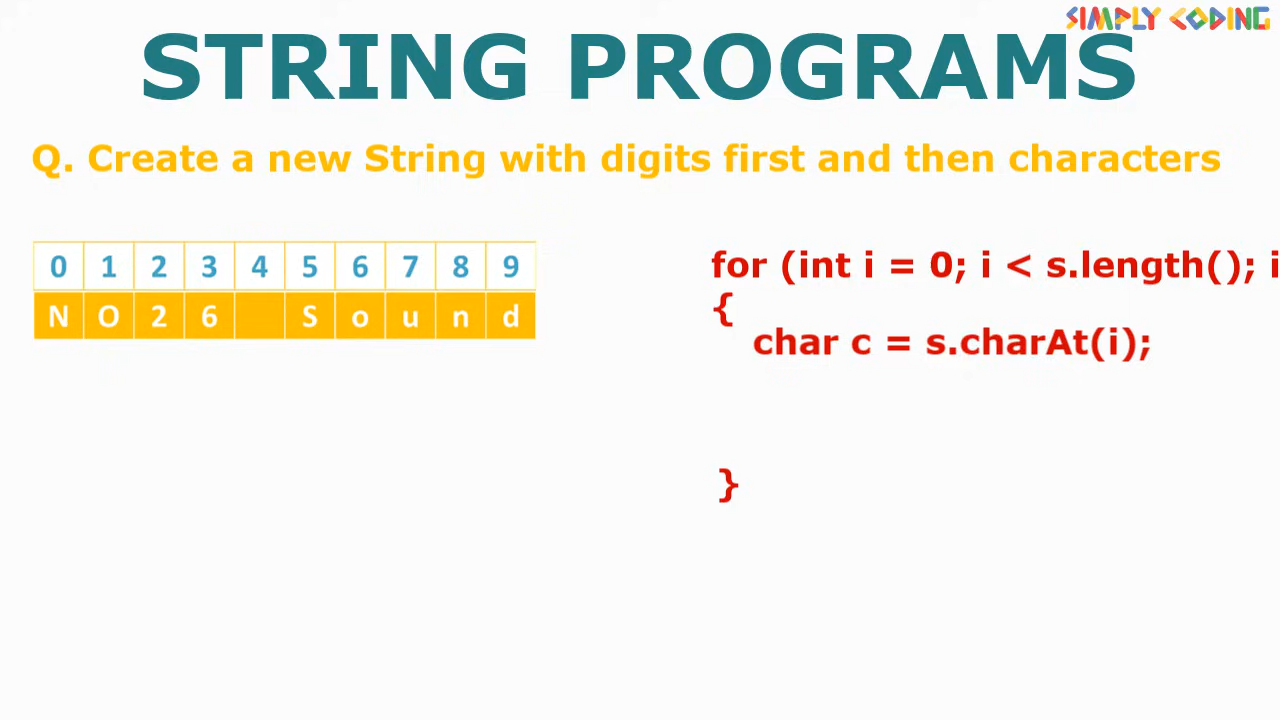 SIMPLY CODING
STRING PROGRAMS
Q. Create a new String with digits first and then characters
0 1 2 3 4 5 6 7 8 9
N O 2 6 S o u n d
for (int i = 0; i < s.length(); i
{
char c = s.charAt(i);
}